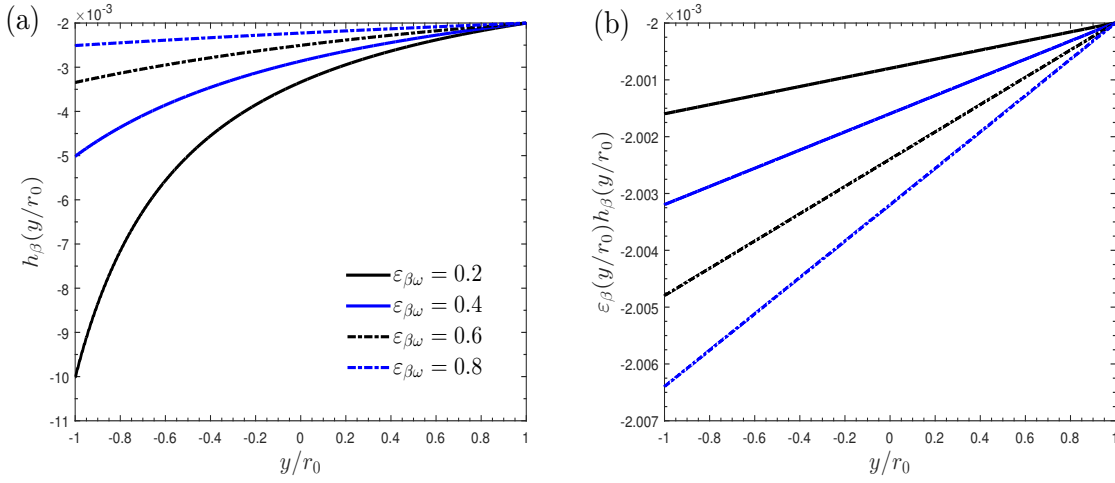 (a)
×10⁻³
-2
-3
-4
-5
-6
-7
-8
-9
-10
-11
-1 -0.8 -0.6 -0.4 -0.2 0 0.2 0.4 0.6 0.8 1
y/r₀
h_β(y/r₀)
ε_βω = 0.2
ε_βω = 0.4
ε_βω = 0.6
ε_βω = 0.8
(b)
×10⁻³
-2
-2.001
-2.002
-2.003
-2.004
-2.005
-2.006
-2.007
-1 -0.8 -0.6 -0.4 -0.2 0 0.2 0.4 0.6 0.8 1
y/r₀
ε_β(y/r₀)h_β(y/r₀)